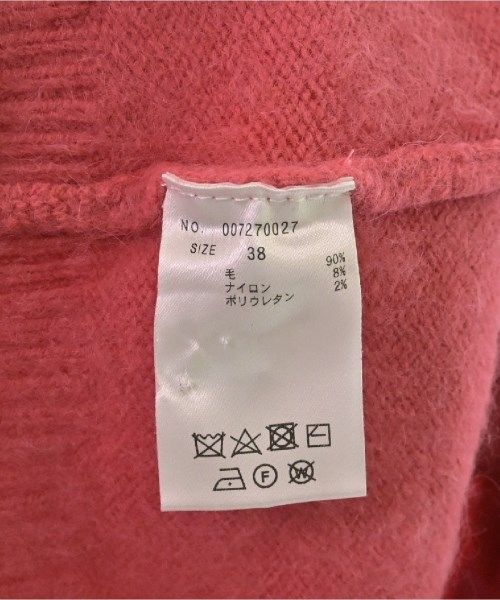 NO. 007270027
SIZE 38
毛 90%
ナイロン 8%
ポリウレタン 2%
F W